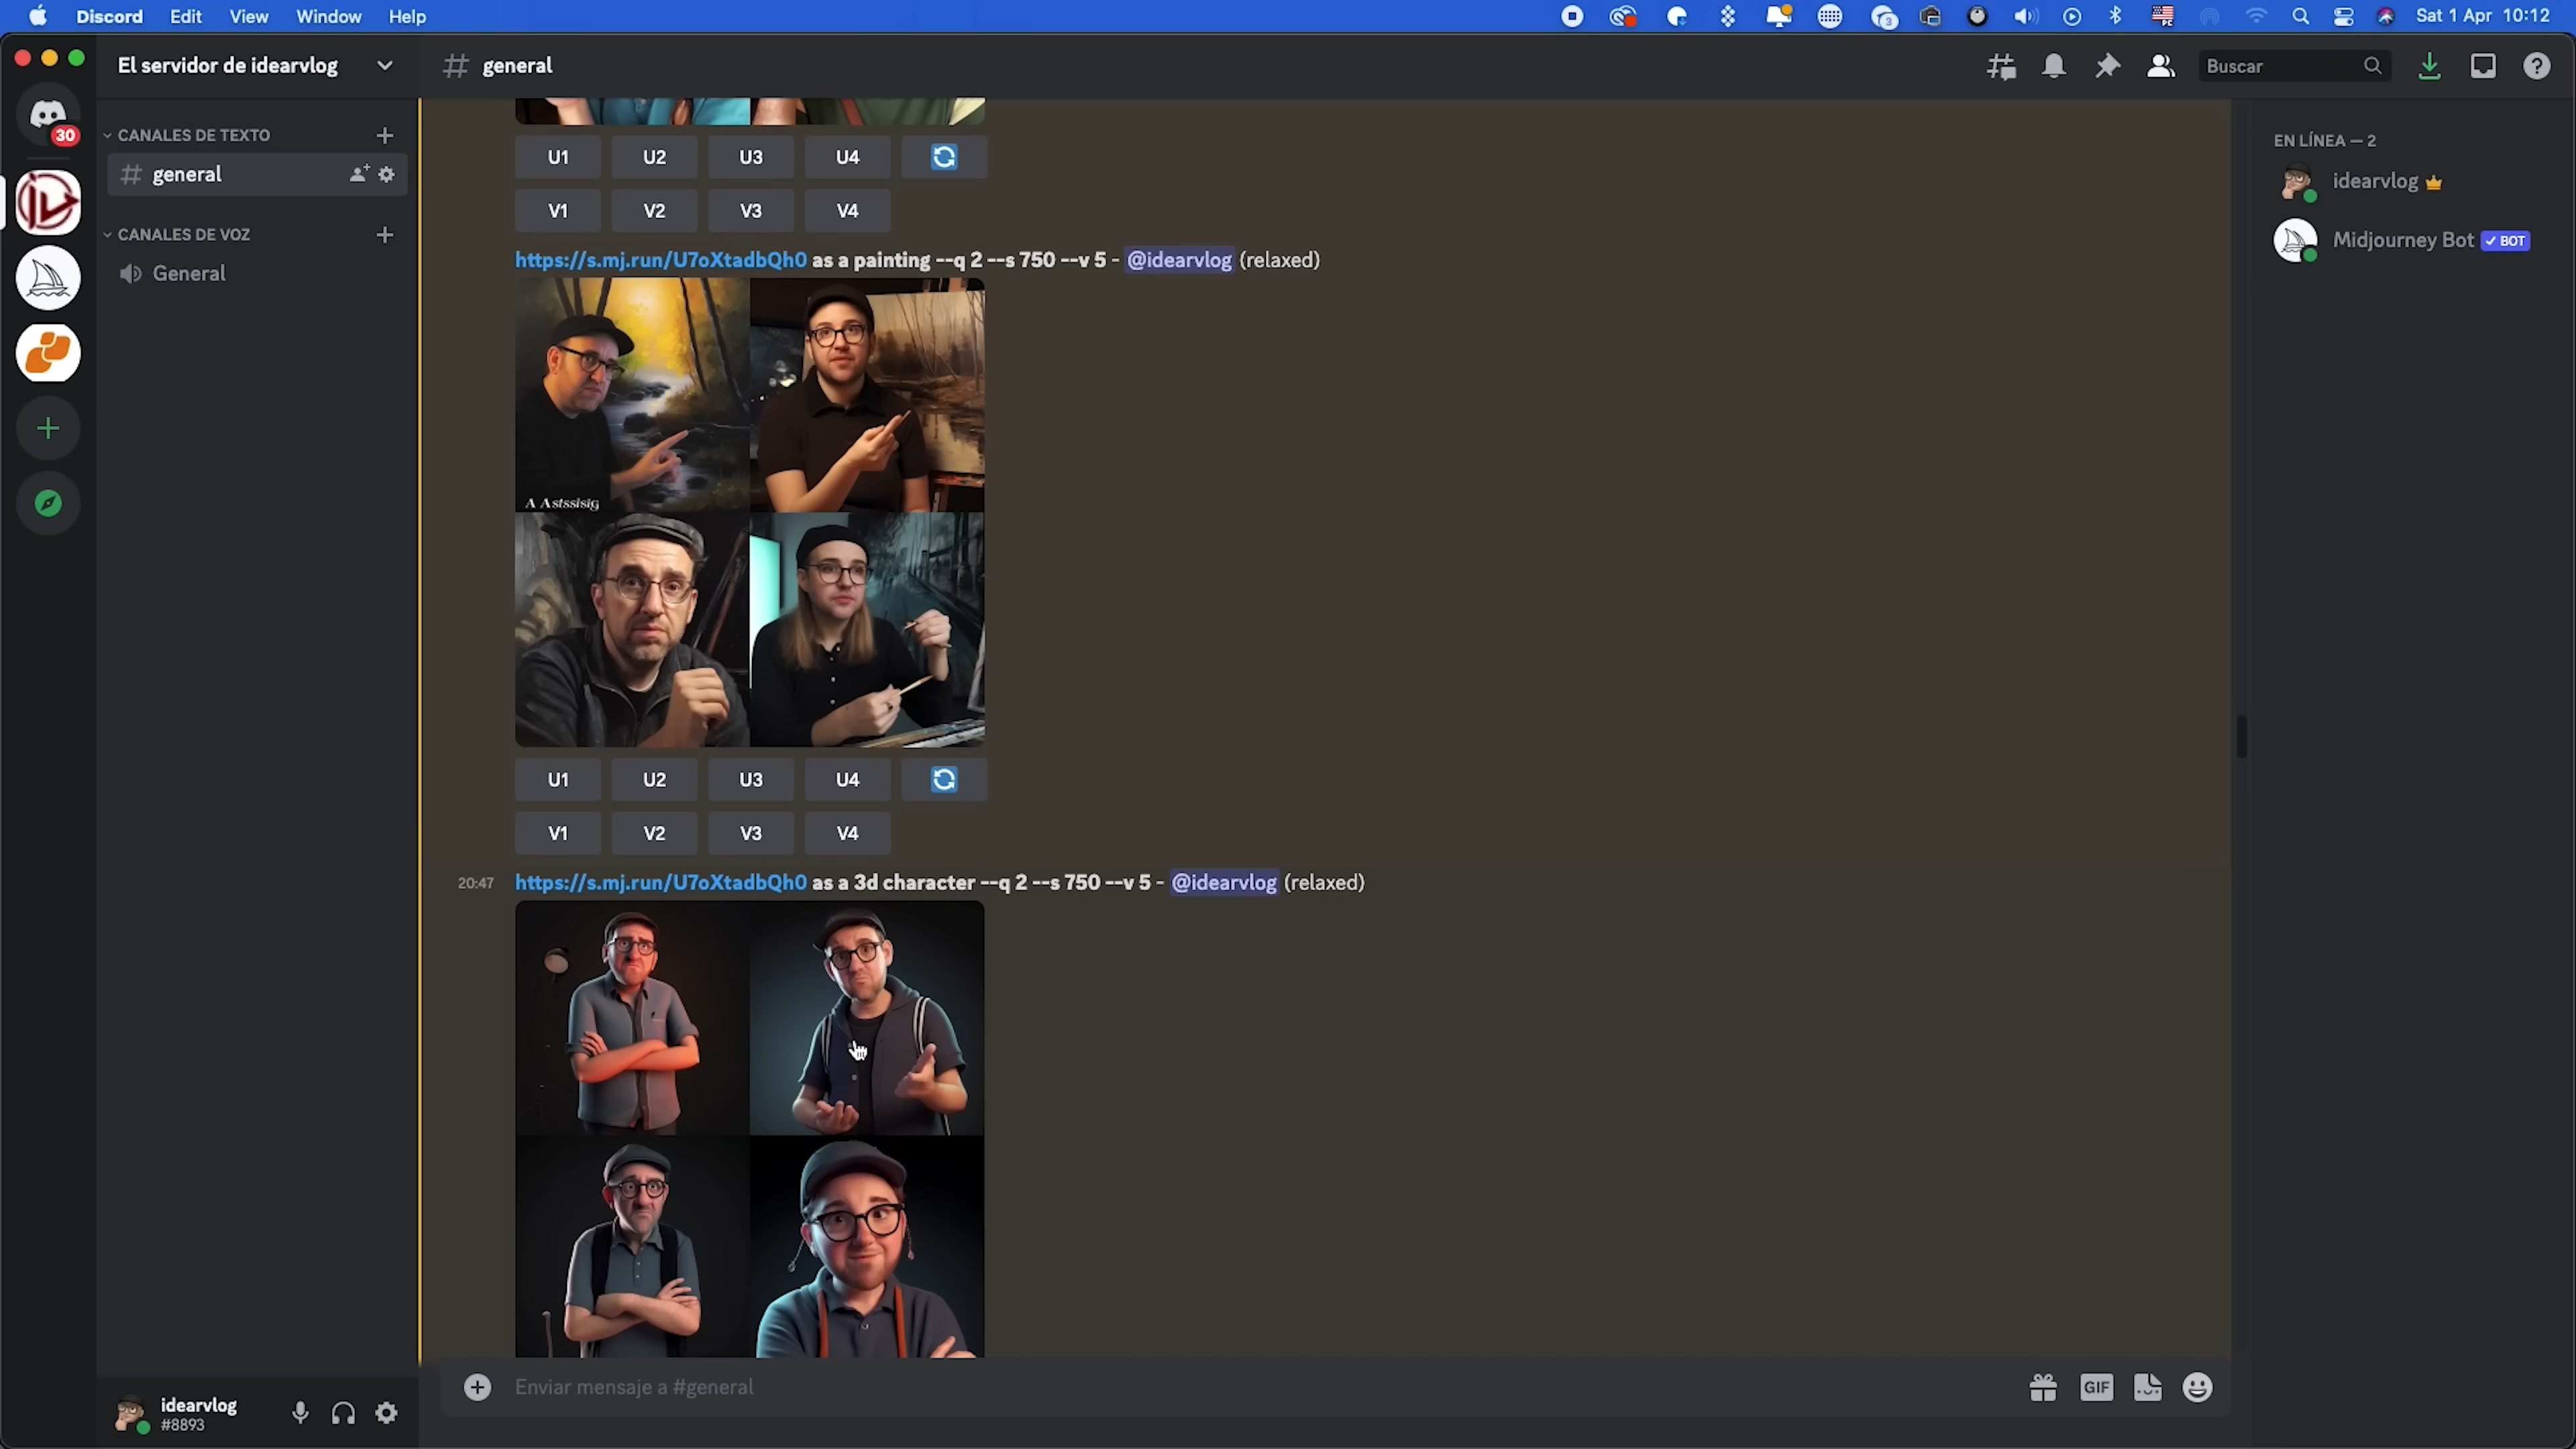 Discord Edit View Window Help
3
Sat 1 Apr 10:12
El servidor de idearvlog
general
Buscar
30
CANALES DE TEXTO
general
CANALES DE VOZ
General
U1 U2 U3 U4
V1 V2 V3 V4
https://s.mj.run/U7oXtadbQh0 as a painting --q 2 --s 750 --v 5 - @idearvlog (relaxed)
A Astssisig
U1 U2 U3 U4
V1 V2 V3 V4
20:47 https://s.mj.run/U7oXtadbQh0 as a 3d character --q 2 --s 750 --v 5 - @idearvlog (relaxed)
Enviar mensaje a #general
GIF
idearvlog
#8893
EN LÍNEA — 2
idearvlog
Midjourney Bot BOT